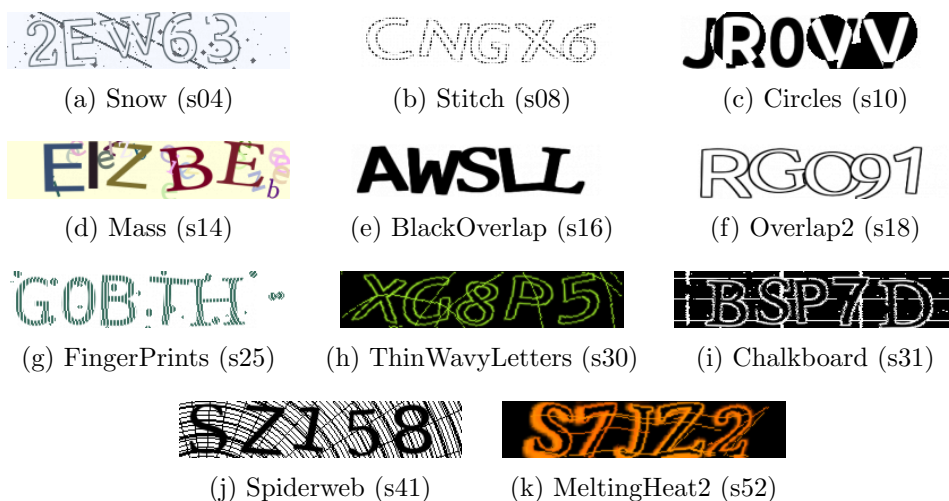 2EW63 CNGX6 JR0VV
(a) Snow (s04) (b) Stitch (s08) (c) Circles (s10)
EIZBE AWSLL RGO91
(d) Mass (s14) (e) BlackOverlap (s16) (f) Overlap2 (s18)
G0BTH XG8P5 BSP7D
(g) FingerPrints (s25) (h) ThinWavyLetters (s30) (i) Chalkboard (s31)
SZ158 S7JZ2
(j) Spiderweb (s41) (k) MeltingHeat2 (s52)